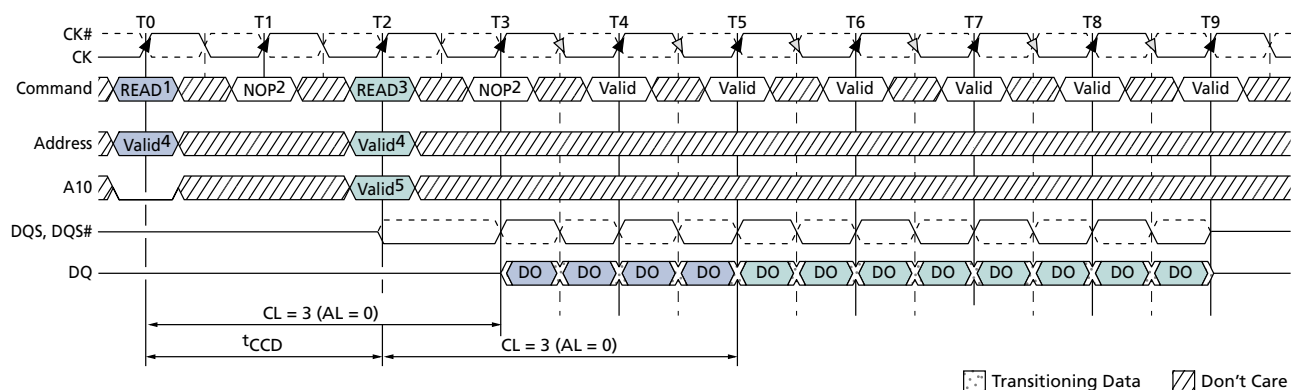 T0 T1 T2 T3 T4 T5 T6 T7 T8 T9
CK#
CK
Command READ1 NOP2 READ3 NOP2 Valid Valid Valid Valid Valid Valid
Address Valid4 Valid4
A10 Valid5
DQS, DQS#
DQ DO DO DO DO DO DO DO DO DO DO DO DO
CL = 3 (AL = 0)
tCCD CL = 3 (AL = 0)
Transitioning Data Don't Care